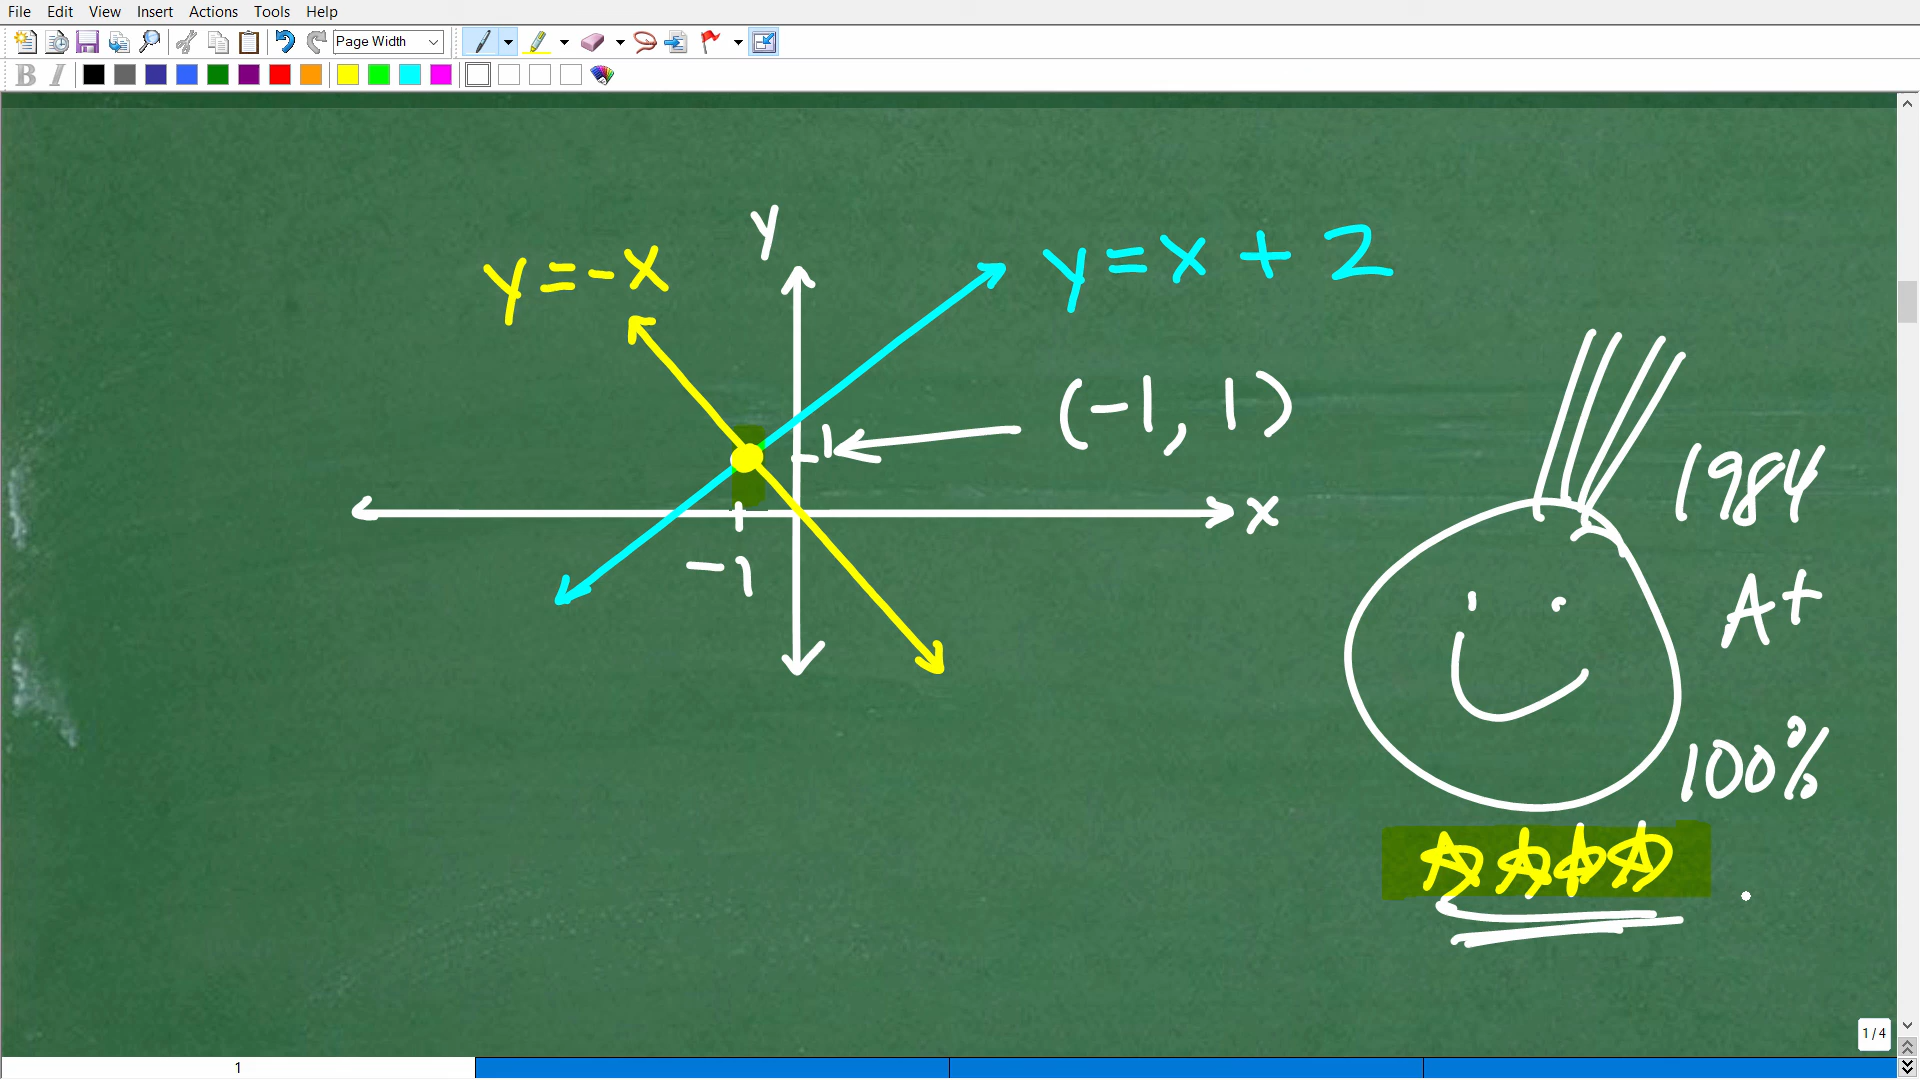 File Edit View Insert Actions Tools Help
Page Width
B I
y
y = -x
y = x + 2
(-1, 1)
1
1984
x
-1
A+
100%
1 / 4
1